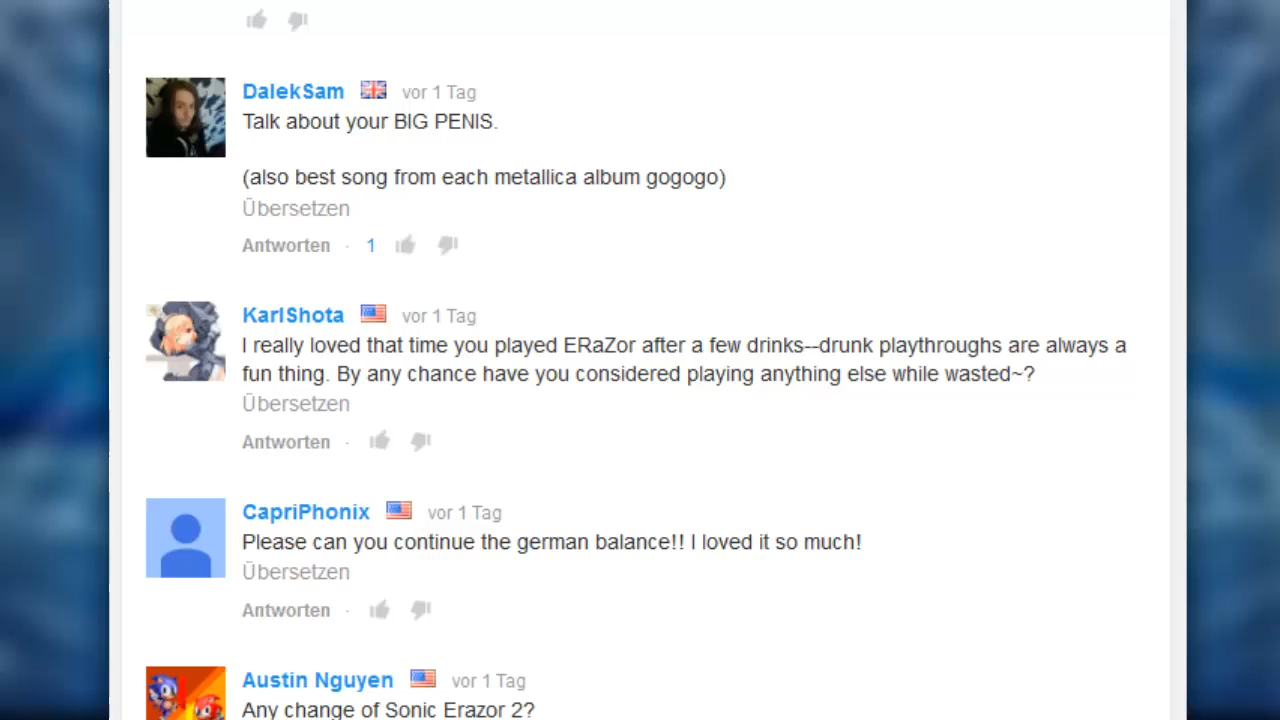 DalekSam vor 1 Tag
Talk about your BIG PENIS.
(also best song from each metallica album gogogo)
Übersetzen
Antworten · 1
KarlShota vor 1 Tag
I really loved that time you played ERaZor after a few drinks--drunk playthroughs are always a
fun thing. By any chance have you considered playing anything else while wasted~?
Übersetzen
Antworten ·
CapriPhonix vor 1 Tag
Please can you continue the german balance!! I loved it so much!
Übersetzen
Antworten ·
Austin Nguyen vor 1 Tag
Any change of Sonic Erazor 2?